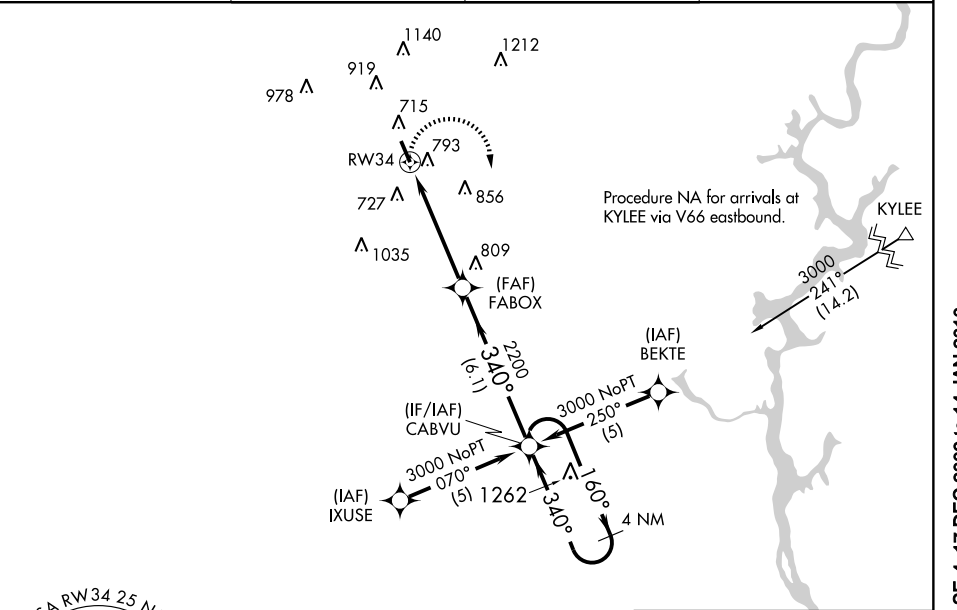 1140
1212
919
978
715
RW34
793
727
856
Procedure NA for arrivals at
KYLEE via V66 eastbound.
KYLEE
1035
809
3000
241°
(14.2)
(FAF)
FABOX
(IAF)
BEKTE
2200
340°
(6.1)
3000 NoPT
250°
(5)
(IF/IAF)
CABVU
3000 NoPT
070°
(5)
(IAF)
IXUSE
1262
340°
160°
4 NM
RW34 25